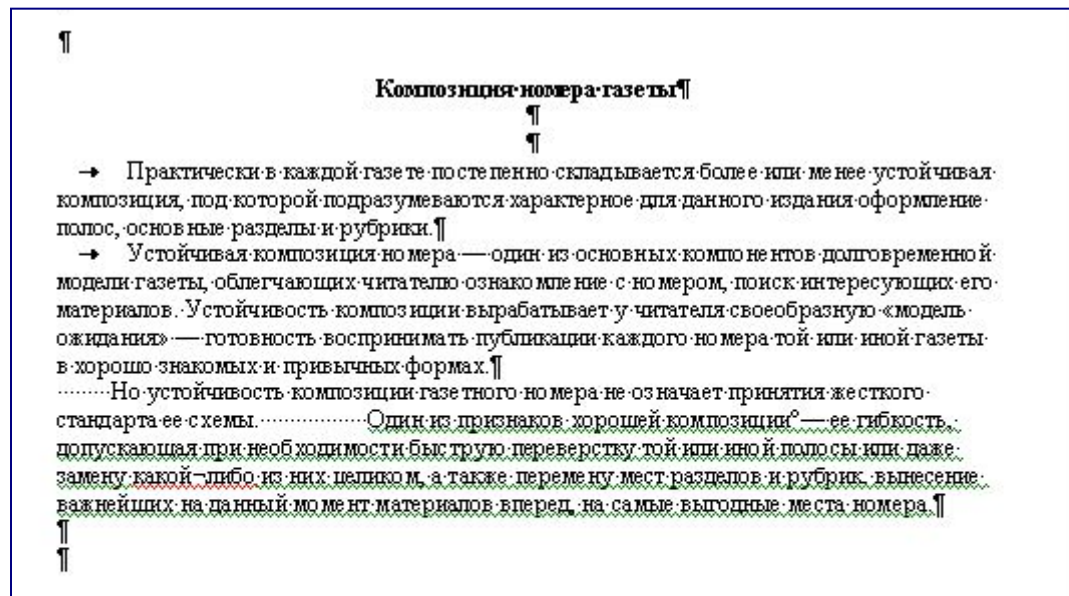 ¶
Композиция·номера·газеты¶
¶
¶
→ Практически·в·каждой·газете·постепенно·складывается·более·или·менее·устойчивая·
композиция,·под·которой·подразумеваются·характерное·для·данного·издания·оформление·
полос,·основные·разделы·и·рубрики.¶
→ Устойчивая·композиция·номера·—·один·из·основных·компонентов·долговременной·
модели·газеты,·облегчающих·читателю·ознакомление·с·номером,·поиск·интересующих·его·
материалов.·Устойчивость·композиции·вырабатывает·у·читателя·своеобразную·«модель·
ожидания»·—·готовность·воспринимать·публикации·каждого·номера·той·или·иной·газеты·
в·хорошо·знакомых·и·привычных·формах.¶
········Но·устойчивость·композиции·газетного·номера·не·означает·принятия·жесткого·
стандарта·ее·схемы.················Один·из·признаков·хорошей·композиции°—·ее·гибкость,·
допускающая·при·необходимости·быструю·переверстку·той·или·иной·полосы·или·даже·
замену·какой¬либо·из·них·целиком,·а·также·перемену·мест·разделов·и·рубрик,·вынесение·
важнейших·на·данный·момент·материалов·вперед,·на·самые·выгодные·места·номера.¶
¶
¶